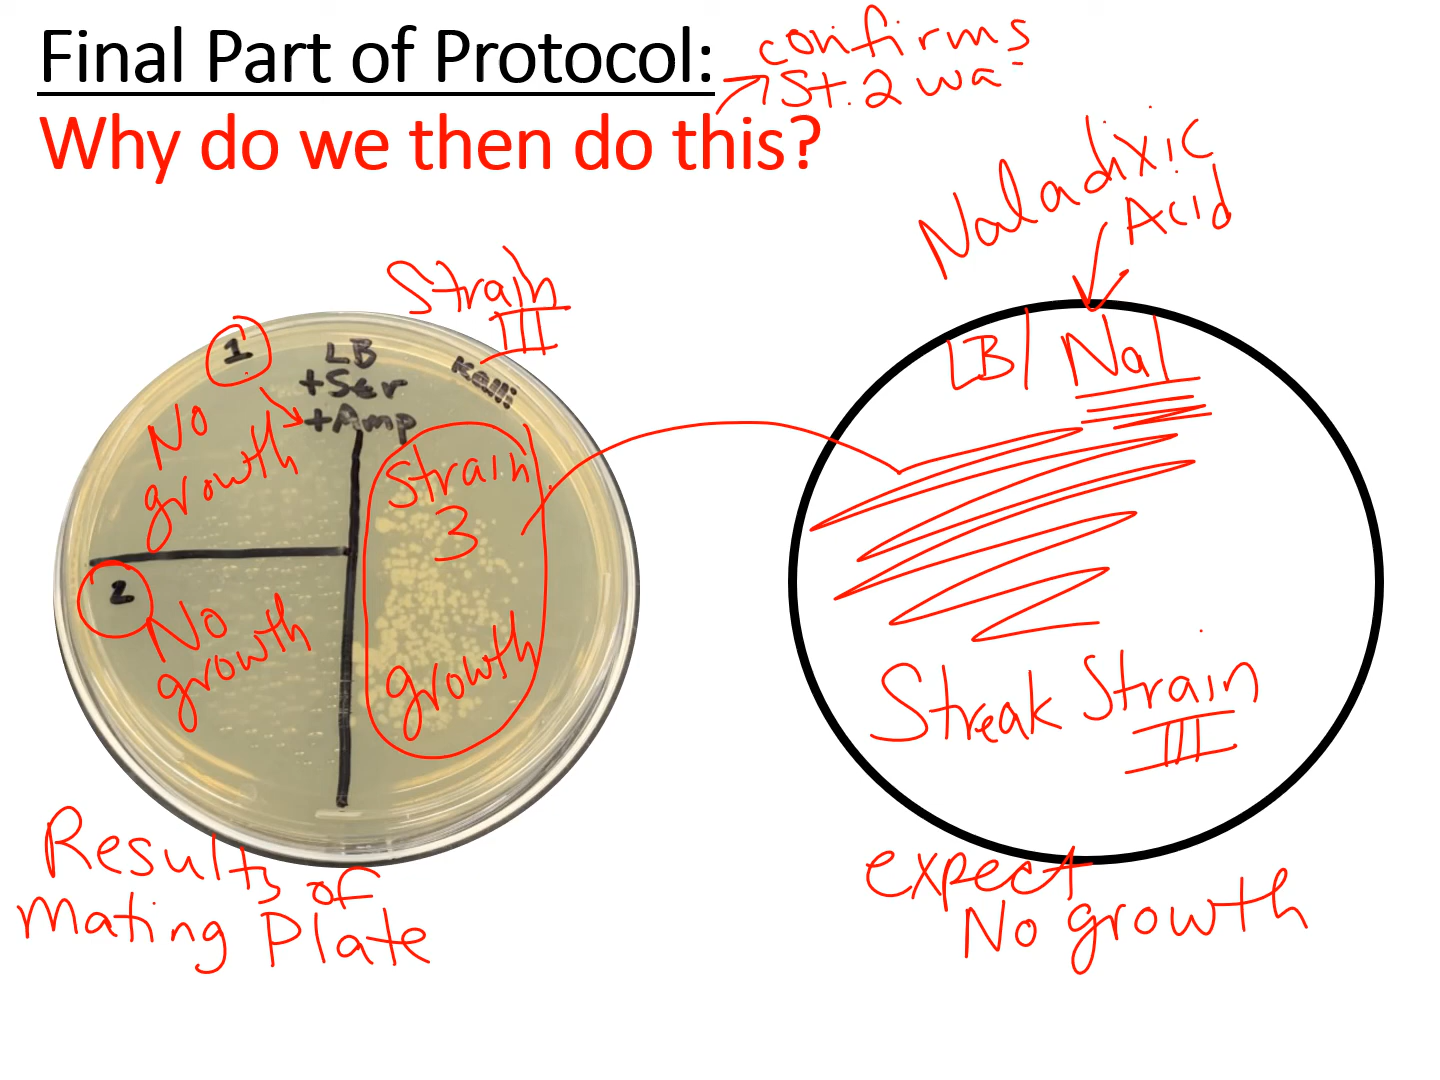 Final Part of Protocol:
confirms
St. 2 wa
Why do we then do this?
Naladixic
Acid
Strain
III
1
LB
+Ser
+Amp
Kalli
No
growth
Strain
3
growth
2
No
growth
LB
Nal
Streak Strain
III
Results of
Mating Plate
expect
No growth